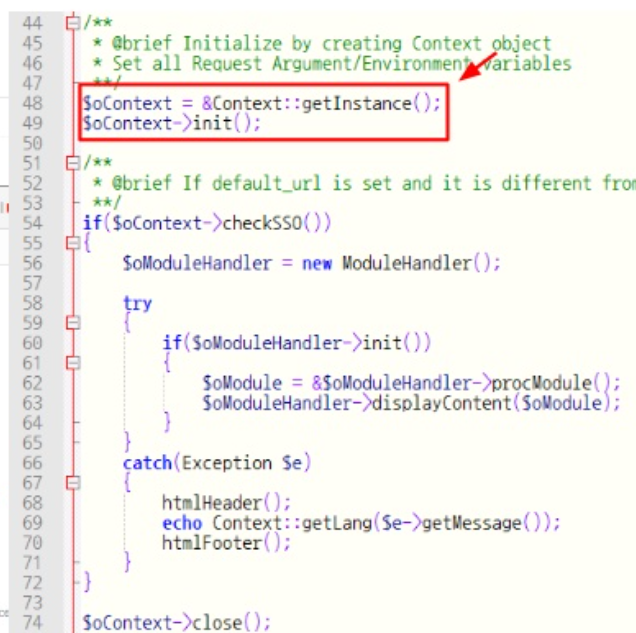 44 /**
45 * @brief Initialize by creating Context object
46 * Set all Request Argument/Environment variables
47 **/
48 $oContext = &Context::getInstance();
49 $oContext->init();
50
51 /**
52 * @brief If default_url is set and it is different from
53 **/
54 if($oContext->checkSSO())
55 {
56 $oModuleHandler = new ModuleHandler();
57
58 try
59 {
60 if($oModuleHandler->init())
61 {
62 $oModule = &$oModuleHandler->procModule();
63 $oModuleHandler->displayContent($oModule);
64 }
65 }
66 catch(Exception $e)
67 {
68 htmlHeader();
69 echo Context::getLang($e->getMessage());
70 htmlFooter();
71 }
72 }
73
74 $oContext->close();